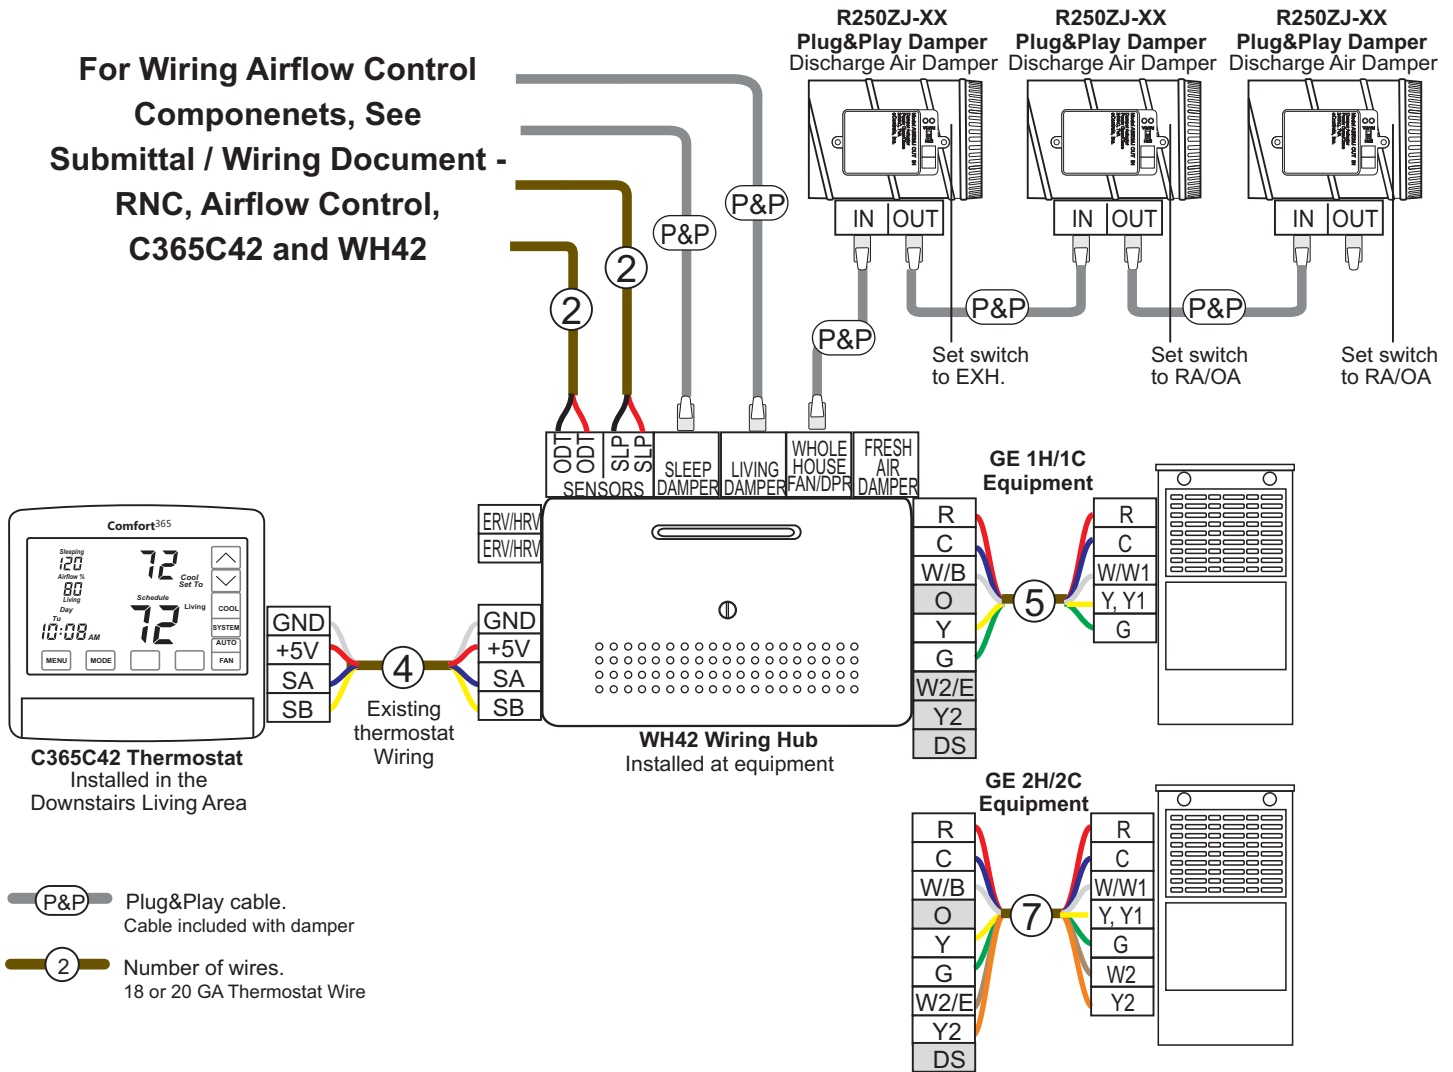 For Wiring Airflow Control
Componenets, See
Submittal / Wiring Document -
RNC, Airflow Control,
C365C42 and WH42
R250ZJ-XX
Plug&Play Damper
Discharge Air Damper
R250ZJ-XX
Plug&Play Damper
Discharge Air Damper
R250ZJ-XX
Plug&Play Damper
Discharge Air Damper
IN OUT
IN OUT
IN OUT
P&P
P&P
P&P
P&P
P&P
2
2
Set switch
to EXH.
Set switch
to RA/OA
Set switch
to RA/OA
ODT
ODT
SLP
SLP
SENSORS
SLEEP
DAMPER
LIVING
DAMPER
WHOLE
HOUSE
FAN/DPR
FRESH
AIR
DAMPER
ERV/HRV
ERV/HRV
GND
+5V
SA
SB
WH42 Wiring Hub
Installed at equipment
Comfort365
Sleeping
120
Airflow %
80
Living
Day
Tu
10:08 AM
72
Cool
Set To
Schedule
72
Living
COOL
SYSTEM
AUTO
FAN
MENU
MODE
GND
+5V
SA
SB
4
Existing
thermostat
Wiring
C365C42 Thermostat
Installed in the
Downstairs Living Area
GE 1H/1C
Equipment
R
C
W/B
O
Y
G
W2/E
Y2
DS
5
R
C
W/W1
Y, Y1
G
GE 2H/2C
Equipment
R
C
W/B
O
Y
G
W2/E
Y2
DS
7
R
C
W/W1
Y, Y1
G
W2
Y2
P&P
Plug&Play cable.
Cable included with damper
2
Number of wires.
18 or 20 GA Thermostat Wire